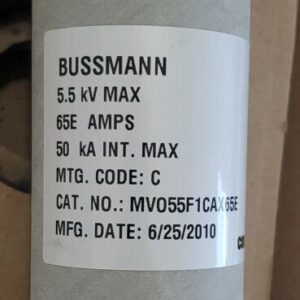 BUSSMANN
5.5 kV MAX
65E AMPS
50 kA INT. MAX
MTG. CODE: C
CAT. NO.: MV055F1CAX65E
MFG. DATE: 6/25/2010